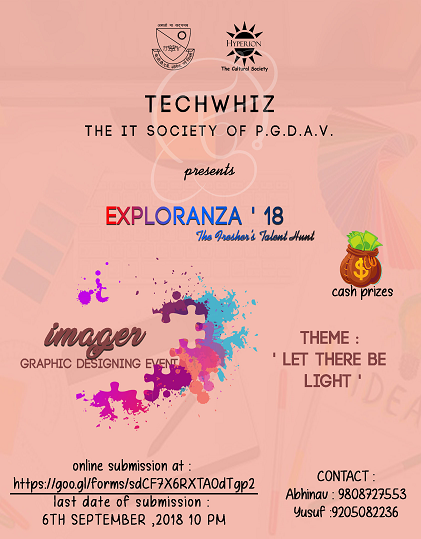 HYPERION
The Cultural Society
TECHWHIZ
THE IT SOCIETY OF P.G.D.A.V.
presents
EXPLORANZA ' 18
The Fresher's Talent Hunt
cash prizes
imager
GRAPHIC DESIGNING EVENT
THEME :
' LET THERE BE
LIGHT '
online submission at :
https://goo.gl/forms/sdCF7X6RXTAOdTgp2
last date of submission :
6TH SEPTEMBER ,2018 10 PM
CONTACT :
Abhinav : 9808727553
Yusuf :9205082236